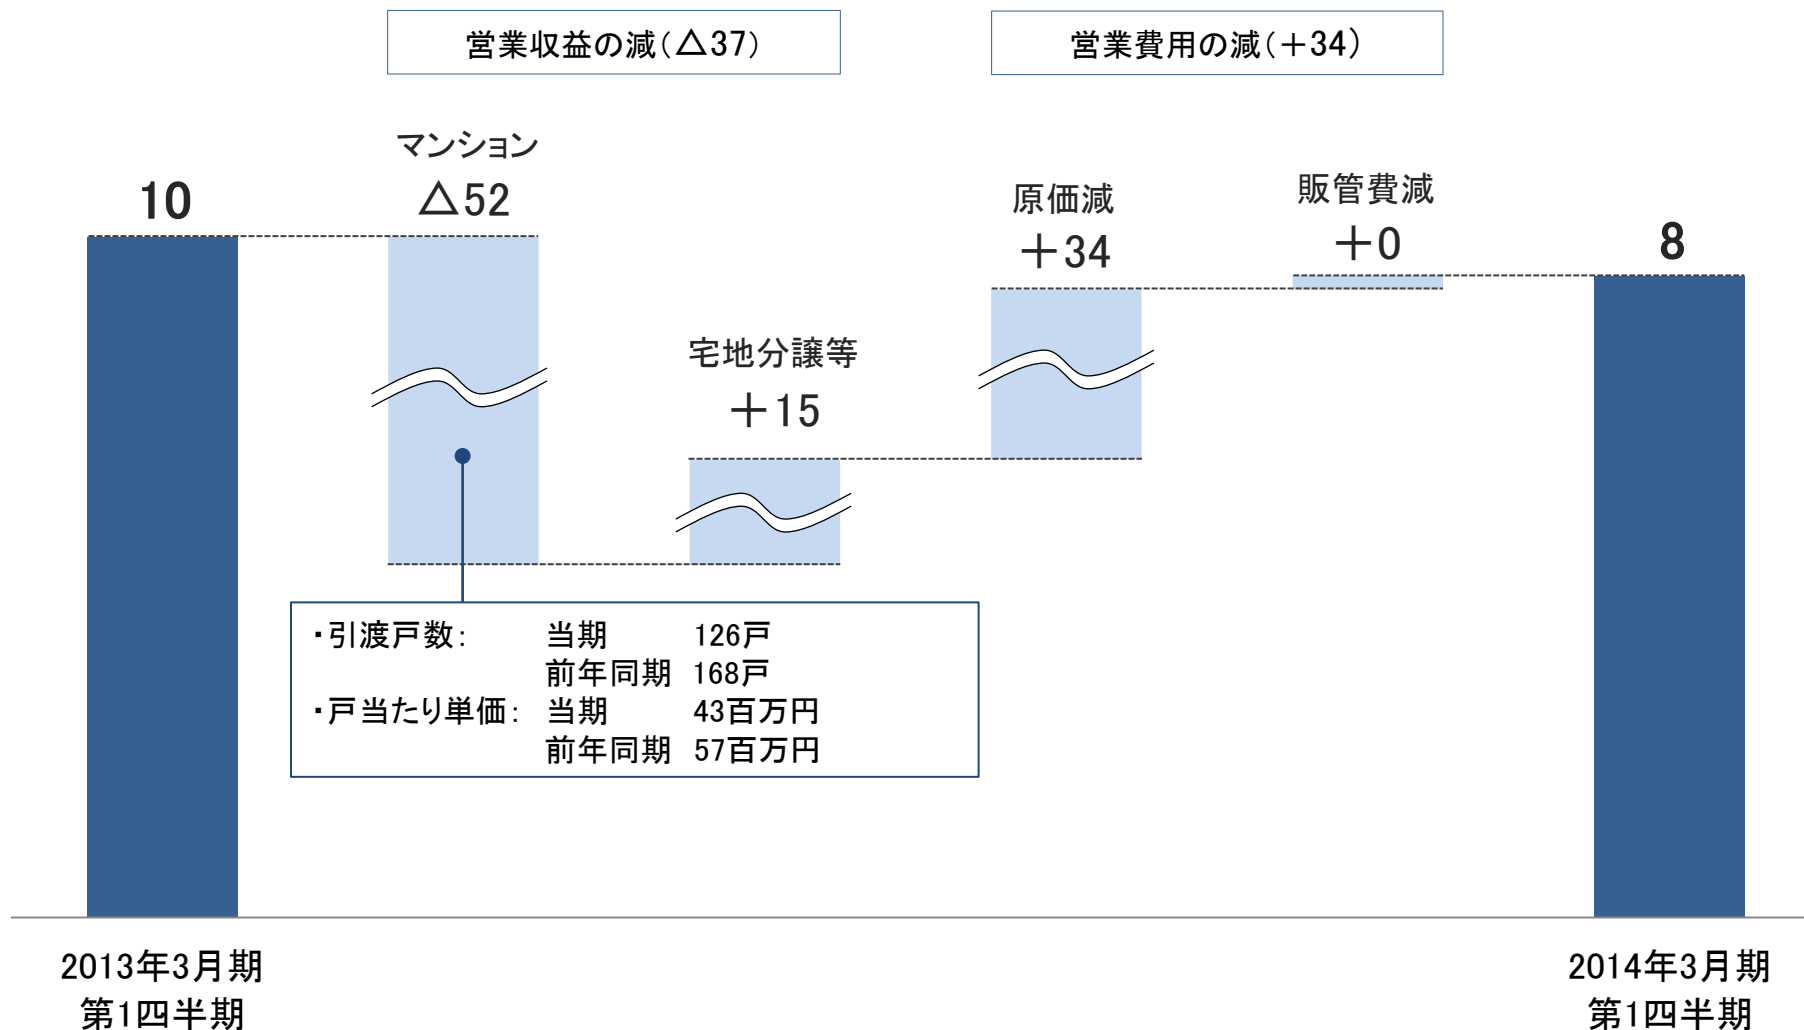 営業収益の減(△37)
営業費用の減(＋34)
マンション
△52
10
宅地分譲等
＋15
原価減
＋34
販管費減
＋0
8
・引渡戸数： 当期 126戸
前年同期 168戸
・戸当たり単価： 当期 43百万円
前年同期 57百万円
2013年3月期
第1四半期
2014年3月期
第1四半期